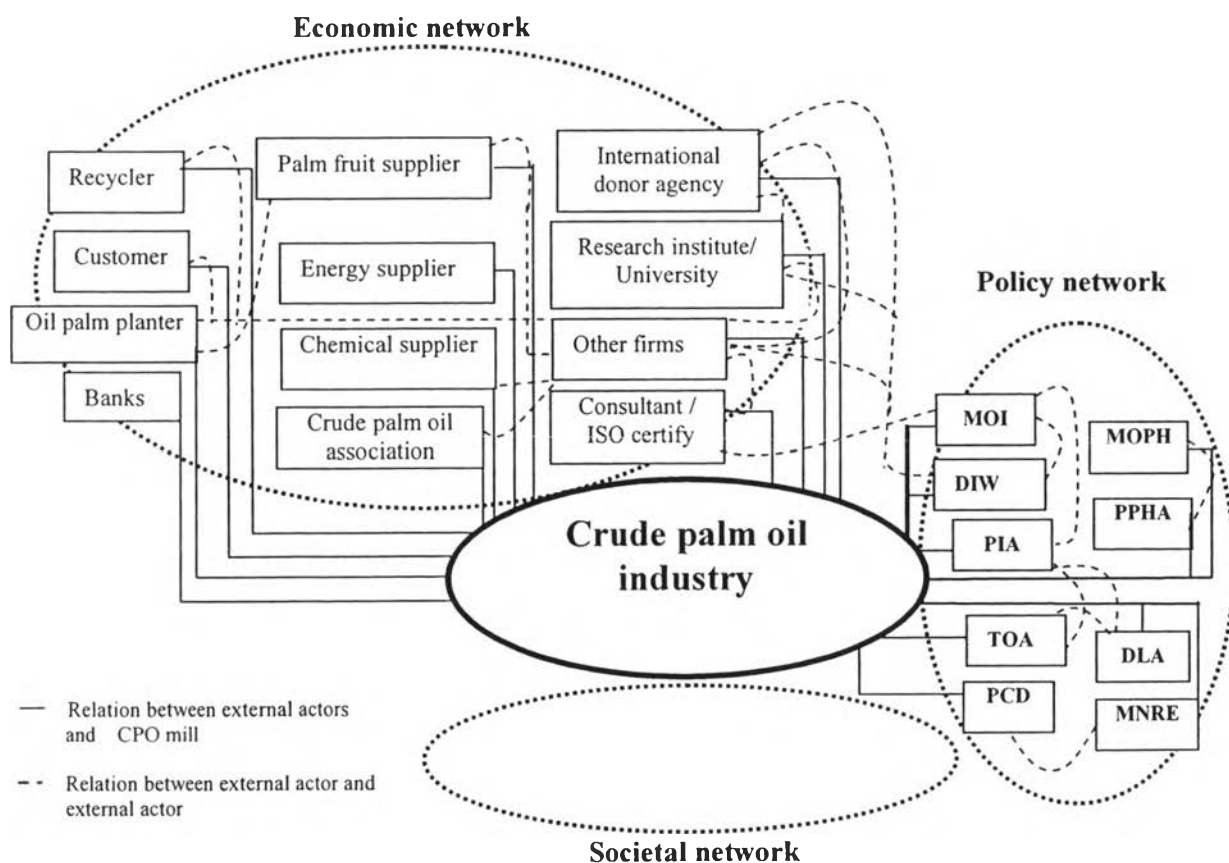 Economic network
Recycler
Palm fruit supplier
International
donor agency
Customer
Energy supplier
Research institute/
University
Oil palm planter
Chemical supplier
Other firms
Banks
Crude palm oil
association
Consultant /
ISO certify
Policy network
MOI
MOPH
DIW
PPHA
PIA
TOA
DLA
PCD
MNRE
Crude palm oil
industry
Relation between external actors
and CPO mill
Relation between external actor and
external actor
Societal network